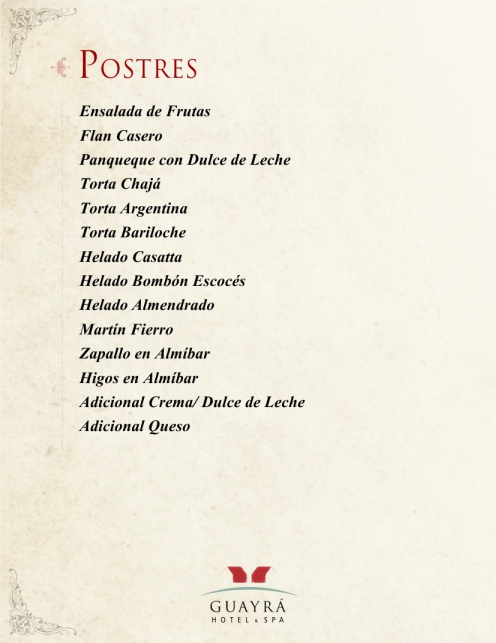 POSTRES
Ensalada de Frutas
Flan Casero
Panqueque con Dulce de Leche
Torta Chajá
Torta Argentina
Torta Bariloche
Helado Casatta
Helado Bombón Escocés
Helado Almendrado
Martín Fierro
Zapallo en Almíbar
Higos en Almíbar
Adicional Crema/ Dulce de Leche
Adicional Queso
GUAYRÁ
HOTEL & SPA